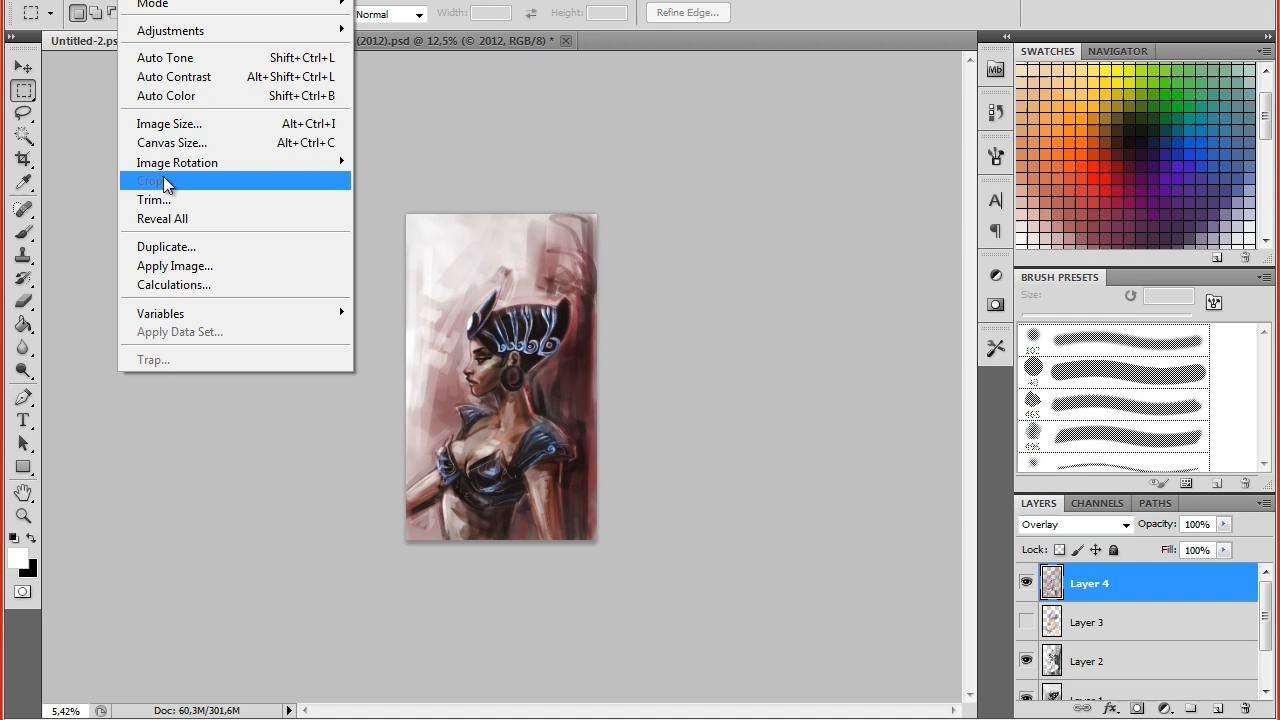 Mode
Normal
Width:
Height:
Refine Edge...
Adjustments
Untitled-2.ps
(2012).psd @ 12,5% (© 2012, RGB/8) *
SWATCHES
NAVIGATOR
Auto Tone Shift+Ctrl+L
Auto Contrast Alt+Shift+Ctrl+L
Auto Color Shift+Ctrl+B
Image Size... Alt+Ctrl+I
Canvas Size... Alt+Ctrl+C
Image Rotation
Crop
Trim...
Reveal All
Duplicate...
Apply Image...
Calculations...
Variables
Apply Data Set...
Trap...
Mb
BRUSH PRESETS
Size:
LAYERS
CHANNELS
PATHS
Overlay
Opacity: 100%
Lock:
Fill: 100%
Layer 4
Layer 3
Layer 2
5,42%
Doc: 60,3M/301,6M